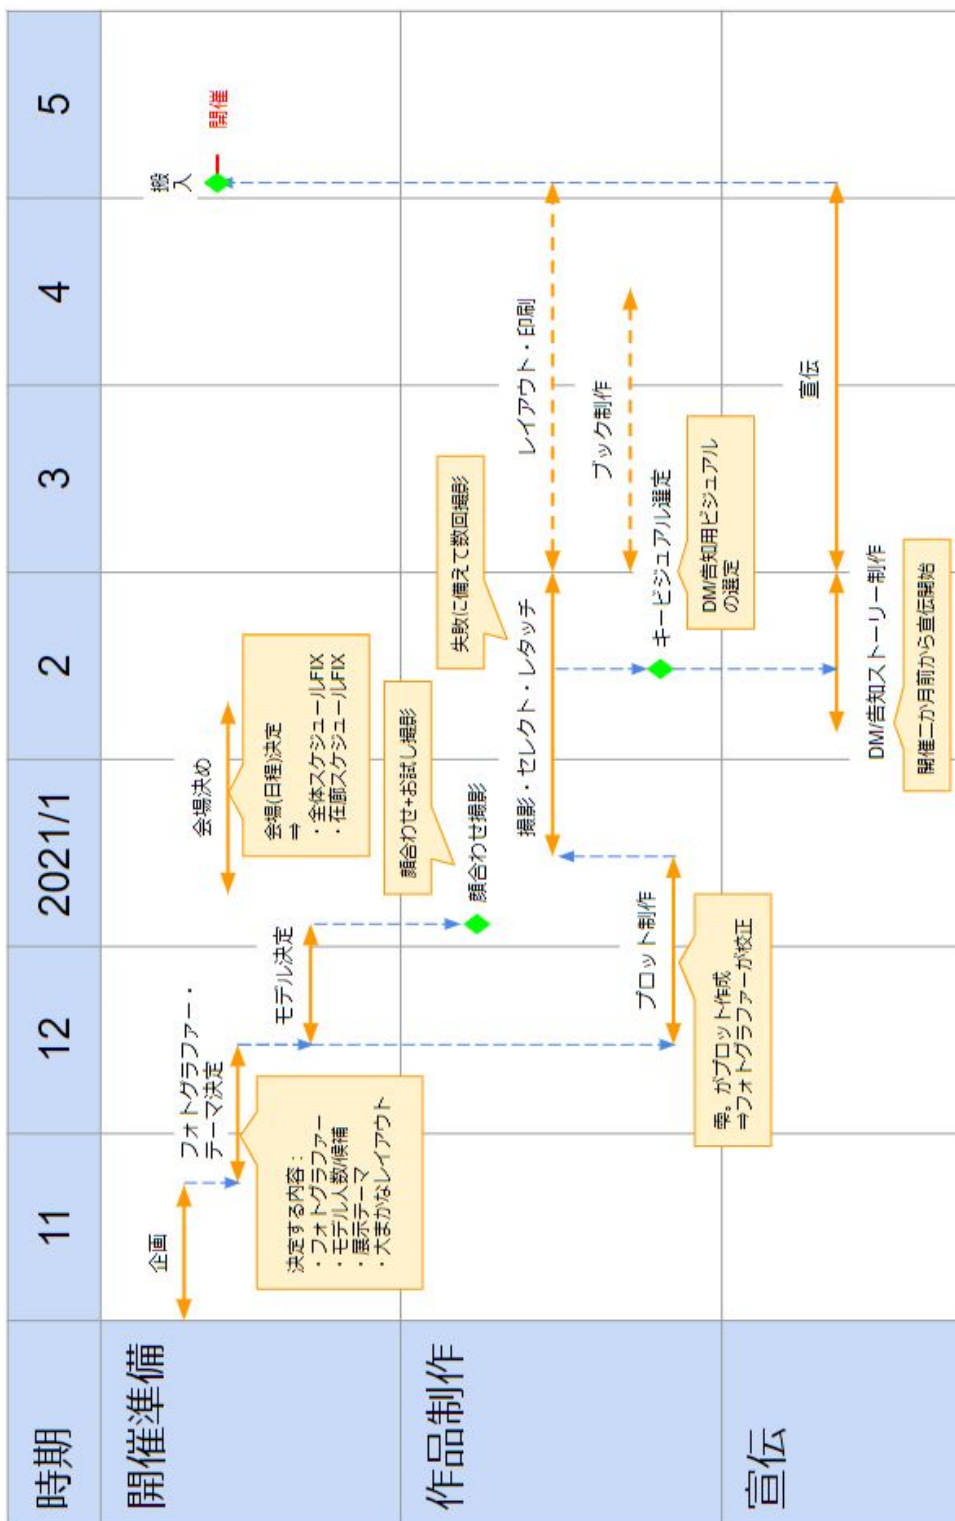 時期
11
12
2021/1
2
3
4
5
開催準備
企画
フォトグラファー・
テーマ決定
決定する内容：
・フォトグラファー
・モデル人数/候補
・展示テーマ
・大まかなレイアウト
モデル決定
会場決め
会場(日程)決定
⇒
・全体スケジュールFIX
・在廊スケジュールFIX
搬
入
開催
作品制作
顔合わせ+お試し撮影
顔合わせ撮影
プロット制作
雫。がプロット作成
⇒フォトグラファーが校正
撮影・セレクト・レタッチ
失敗に備えて数回撮影
キービジュアル選定
DM/告知用ビジュアル
の選定
レイアウト・印刷
ブック制作
宣伝
DM/告知ストーリー制作
開催二か月前から宣伝開始
宣伝